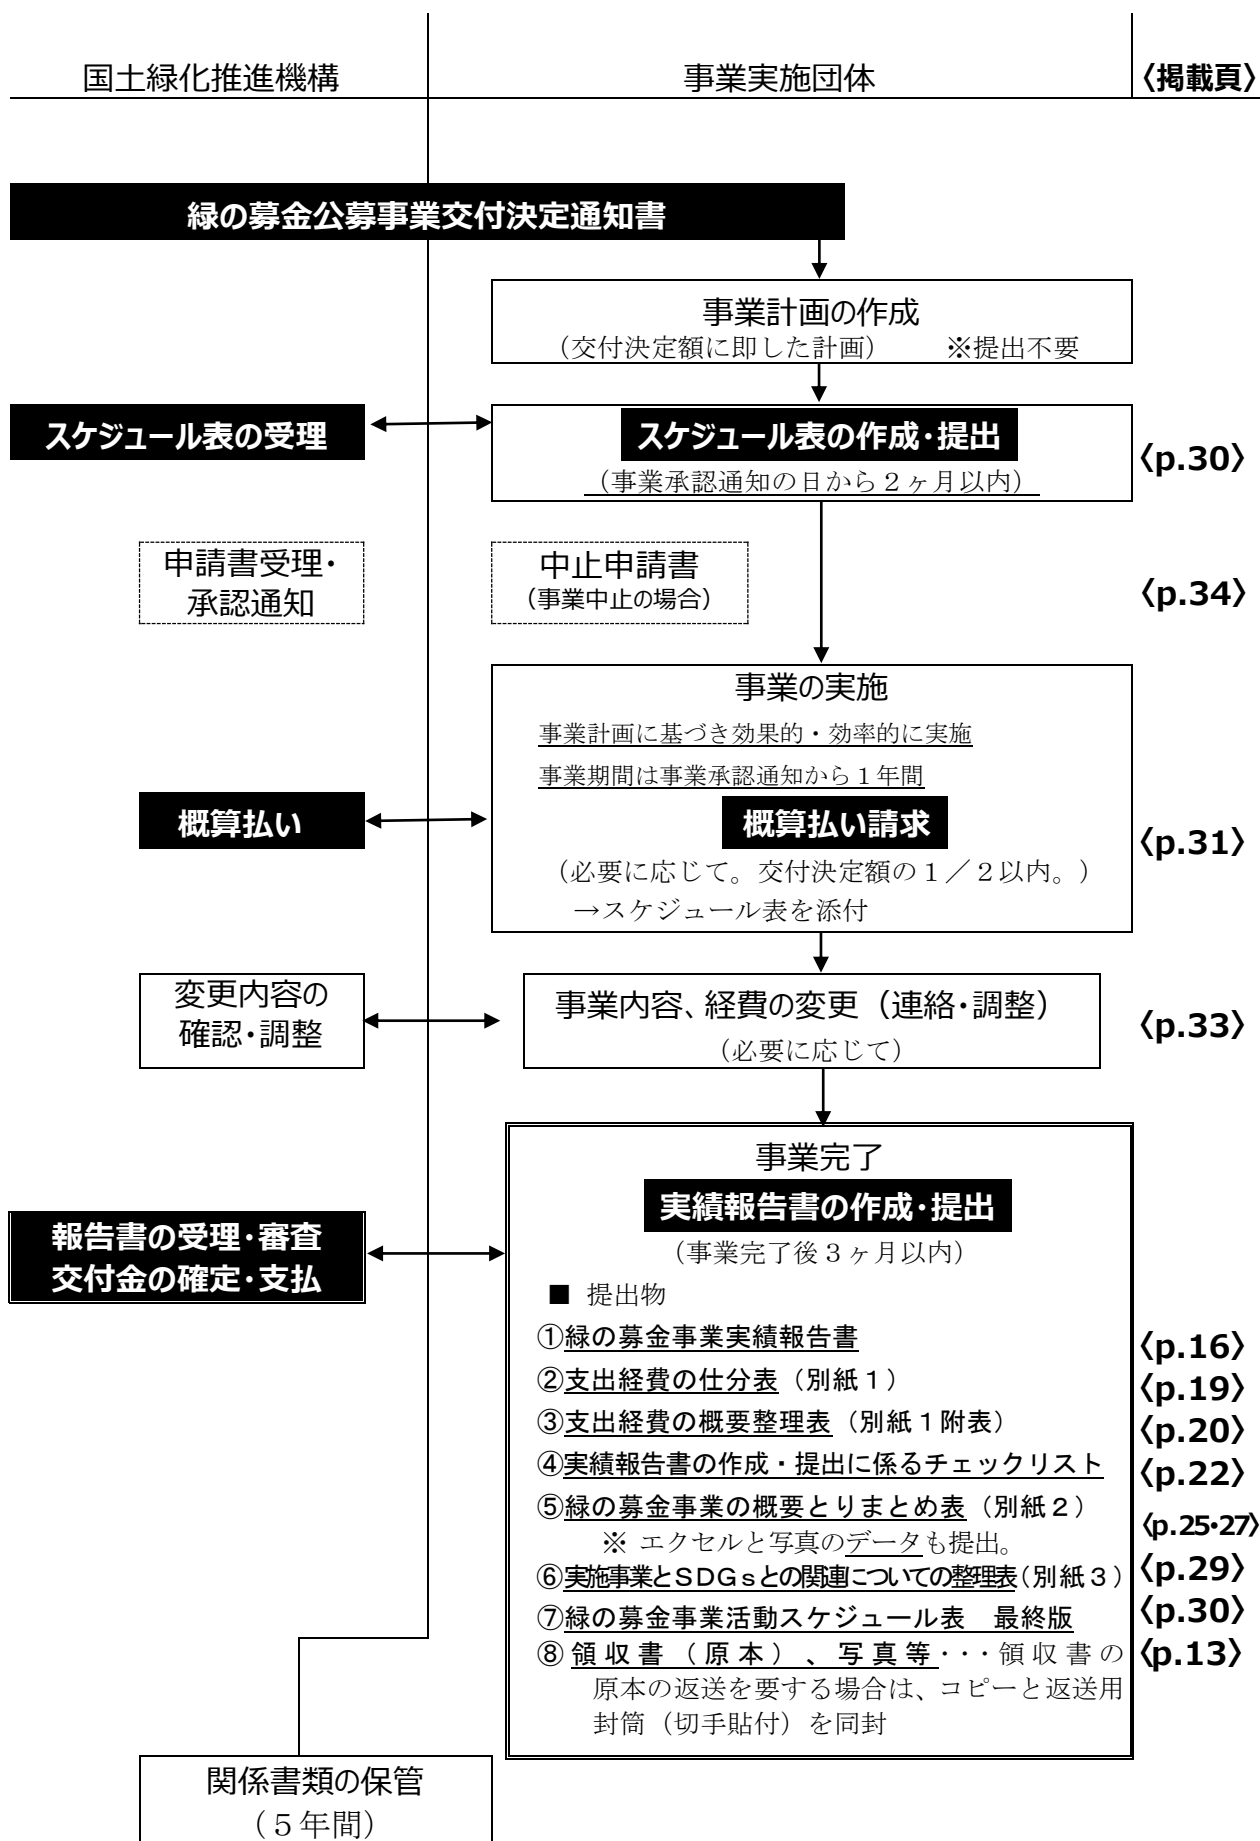 国土緑化推進機構
事業実施団体
〈掲載頁〉
緑の募金公募事業交付決定通知書
事業計画の作成
（交付決定額に即した計画）　　※提出不要
スケジュール表の受理
スケジュール表の作成・提出
（事業承認通知の日から２ヶ月以内）
〈p.30〉
申請書受理・
承認通知
中止申請書
（事業中止の場合）
〈p.34〉
事業の実施
事業計画に基づき効果的・効率的に実施
事業期間は事業承認通知から１年間
概算払い
概算払い請求
〈p.31〉
（必要に応じて。交付決定額の１／２以内。）
→スケジュール表を添付
変更内容の
確認・調整
事業内容、経費の変更（連絡・調整）
（必要に応じて）
〈p.33〉
事業完了
実績報告書の作成・提出
（事業完了後３ヶ月以内）
報告書の受理・審査
交付金の確定・支払
■ 提出物
①緑の募金事業実績報告書
〈p.16〉
②支出経費の仕分表（別紙１）
〈p.19〉
③支出経費の概要整理表（別紙１附表）
〈p.20〉
④実績報告書の作成・提出に係るチェックリスト
〈p.22〉
⑤緑の募金事業の概要とりまとめ表（別紙２）
〈p.25・27〉
※ エクセルと写真のデータも提出。
⑥実施事業とＳＤＧｓとの関連についての整理表（別紙３）
〈p.29〉
⑦緑の募金事業活動スケジュール表　最終版
〈p.30〉
⑧領収書（原本）、写真等・・・領収書の
〈p.13〉
原本の返送を要する場合は、コピーと返送用
封筒（切手貼付）を同封
関係書類の保管
（５年間）